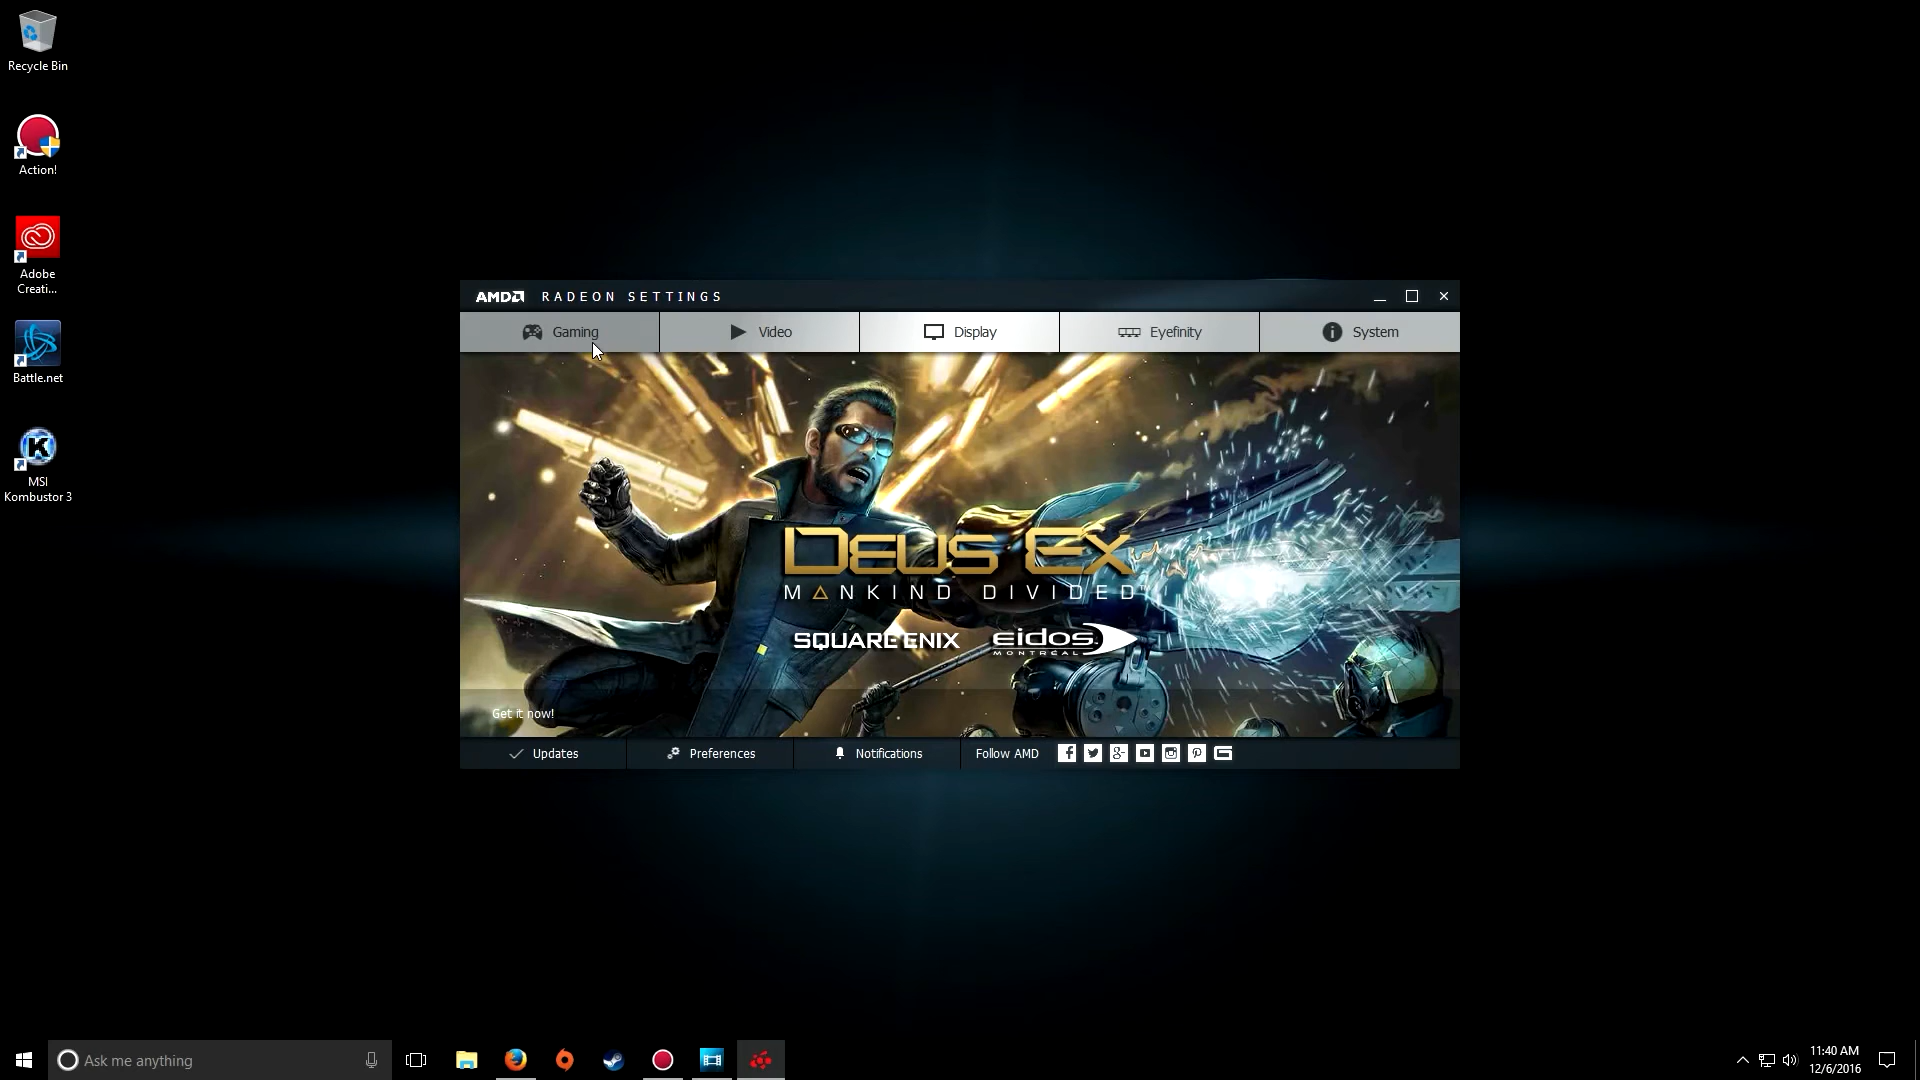 Recycle Bin
Action!
Adobe
Creati...
Battle.net
K
MSI
Kombustor 3
AMD RADEON SETTINGS
Gaming
Video
Display
Eyefinity
System
DEUS EX
MANKIND DIVIDED™
SQUARE ENIX
eidos
MONTRÉAL
Get it now!
Updates
Preferences
Notifications
Follow AMD
Ask me anything
11:40 AM
12/6/2016